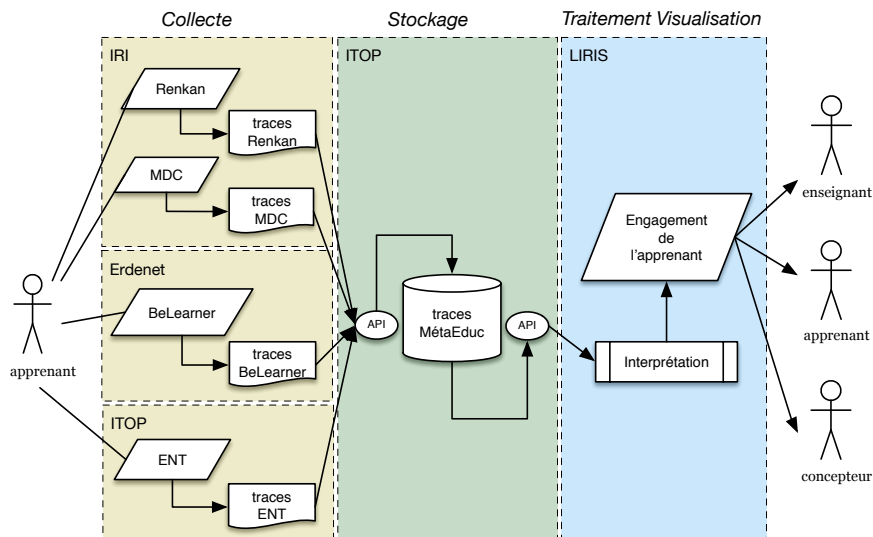 Collecte
Stockage
Traitement Visualisation
IRI
Renkan
traces
Renkan
MDC
traces
MDC
Erdenet
BeLearner
traces
BeLearner
ITOP
ENT
traces
ENT
apprenant
ITOP
API
traces
MétaEduc
API
LIRIS
Engagement
de
l'apprenant
Interprétation
enseignant
apprenant
concepteur